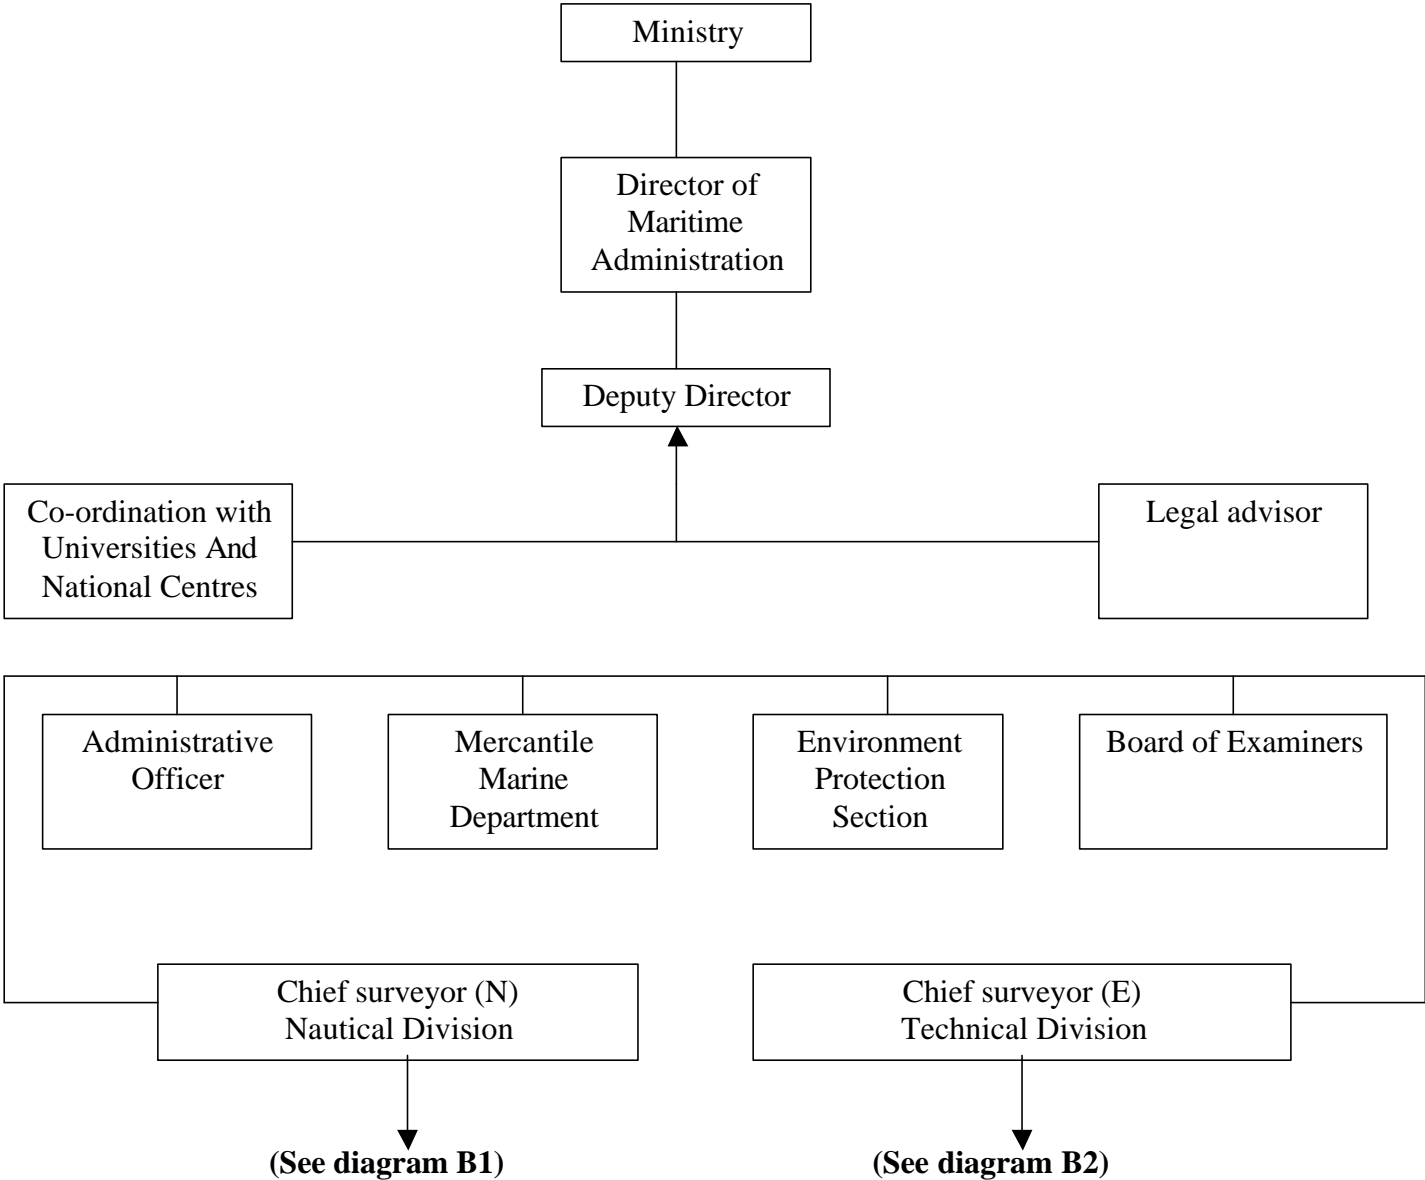 Ministry
Director of
Maritime
Administration
Deputy Director
Co-ordination with
Universities And
National Centres
Legal advisor
Administrative
Officer
Mercantile
Marine
Department
Environment
Protection
Section
Board of Examiners
Chief surveyor (N)
Nautical Division
Chief surveyor (E)
Technical Division
(See diagram B1)
(See diagram B2)